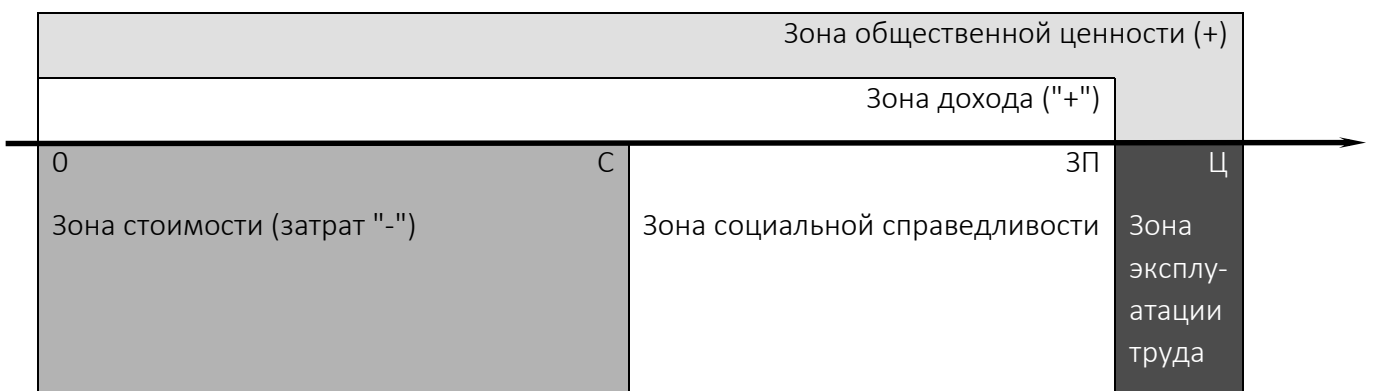 Зона общественной ценности (+)
Зона дохода ("+")
0
С
ЗП
Ц
Зона стоимости (затрат "-")
Зона социальной справедливости
Зона
эксплу-
атации
труда